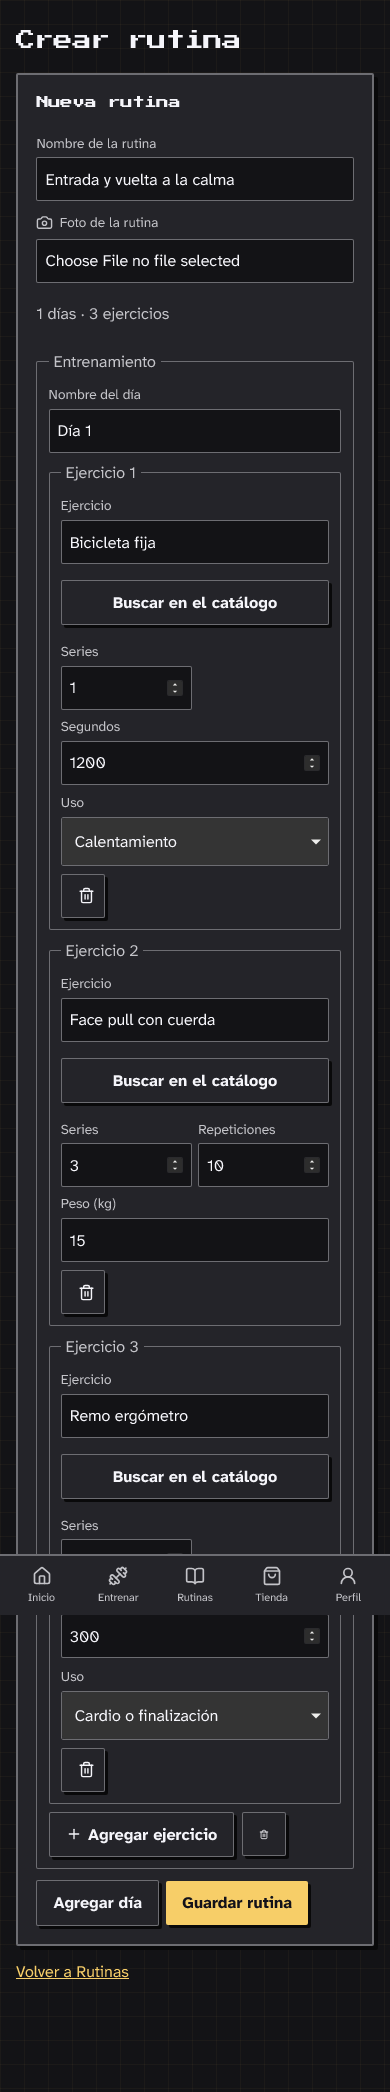 Crear rutina
Nueva rutina
Nombre de la rutina
Entrada y vuelta a la calma
Foto de la rutina
Choose File no file selected
1 días · 3 ejercicios
Entrenamiento
Nombre del día
Día 1
Ejercicio 1
Ejercicio
Bicicleta fija
Buscar en el catálogo
Series
1
Segundos
1200
Uso
Calentamiento
Ejercicio 2
Ejercicio
Face pull con cuerda
Buscar en el catálogo
Series Repeticiones
3 10
Peso (kg)
15
Ejercicio 3
Ejercicio
Remo ergómetro
Buscar en el catálogo
Series
Inicio Entrenar Rutinas Tienda Perfil
300
Uso
Cardio o finalización
+ Agregar ejercicio
Agregar día Guardar rutina
Volver a Rutinas